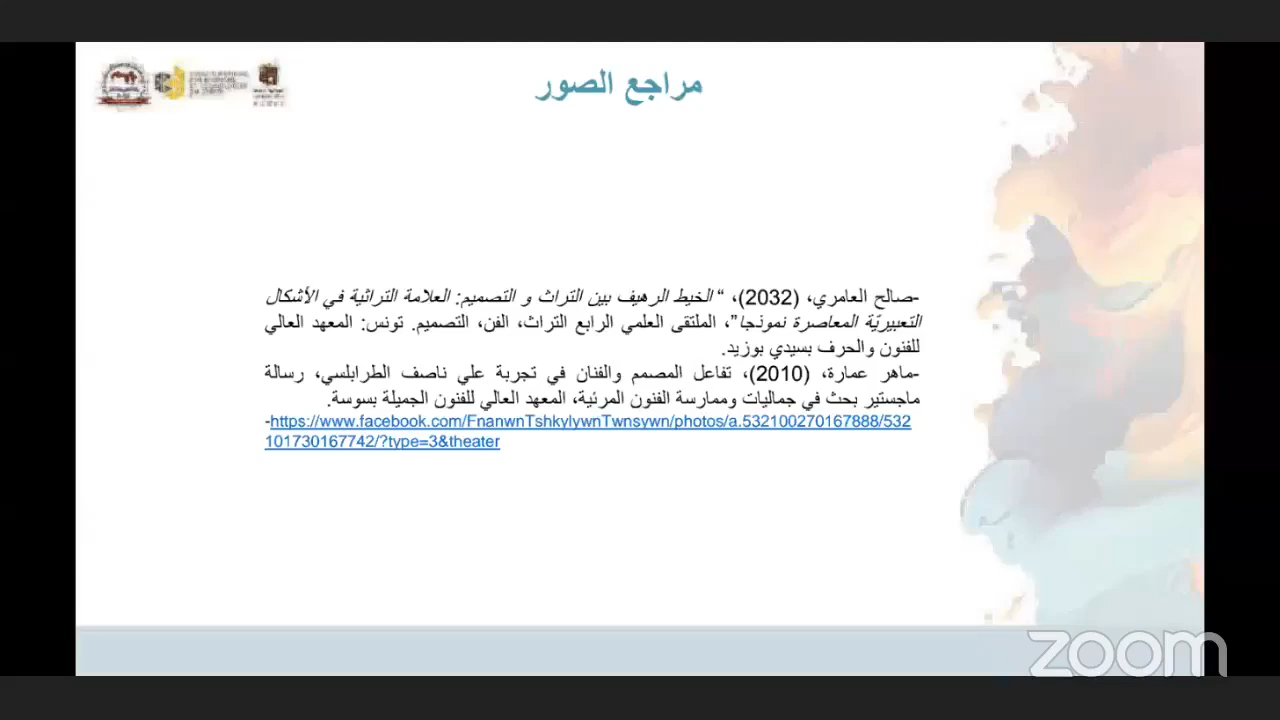 مراجع الصور
-صالح العامري، (2032)، “ الخيط الرهيف بين التراث و التصميم: العلامة التراثية في الأشكال
التعبيريّة المعاصرة نموذجا”، الملتقى العلمي الرابع التراث، الفن، التصميم. تونس: المعهد العالي
للفنون والحرف بسيدي بوزيد.
-ماهر عمارة، (2010)، تفاعل المصمم والفنان في تجربة علي ناصف الطرابلسي، رسالة
ماجستير بحث في جماليات وممارسة الفنون المرئية، المعهد العالي للفنون الجميلة بسوسة.
-https://www.facebook.com/FnanwnTshkylywnTwnsywn/photos/a.532100270167888/532
101730167742/?type=3&theater
zoom